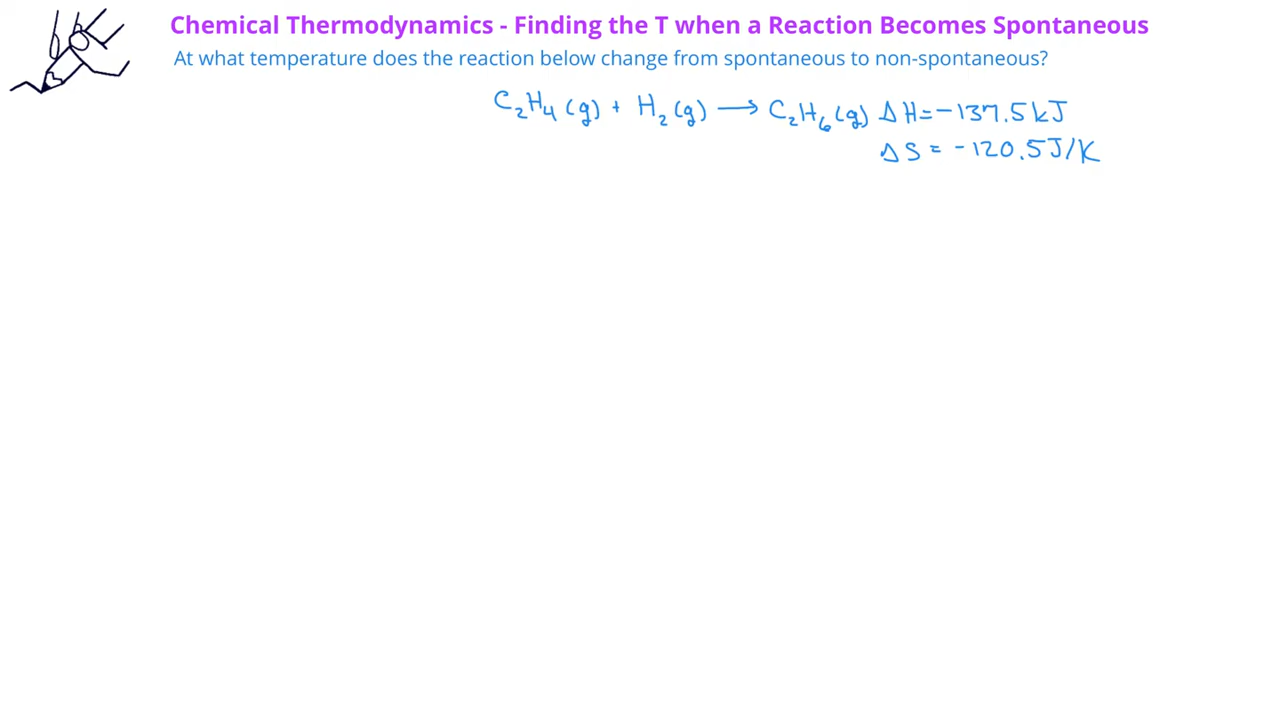 Chemical Thermodynamics - Finding the T when a Reaction Becomes Spontaneous
At what temperature does the reaction below change from spontaneous to non-spontaneous?
C₂H₄(g) + H₂(g) → C₂H₆(g) ΔH = -137.5 kJ
ΔS = -120.5 J/K